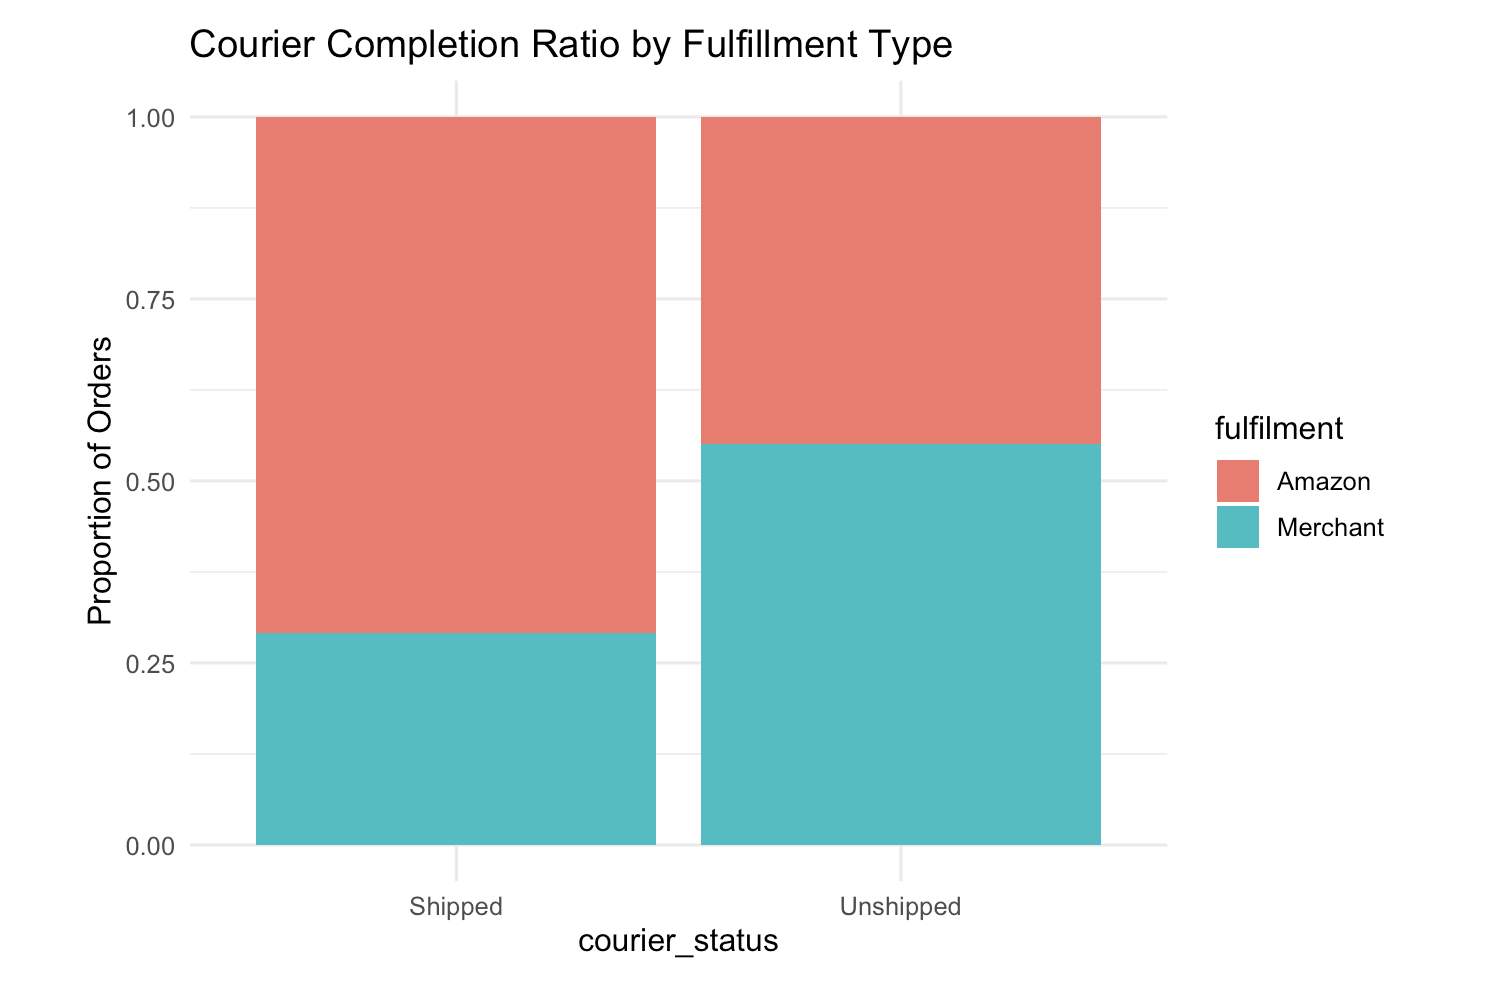 Courier Completion Ratio by Fulfillment Type
1.00
0.75
0.50
0.25
0.00
Proportion of Orders
Shipped
Unshipped
courier_status
fulfilment
Amazon
Merchant